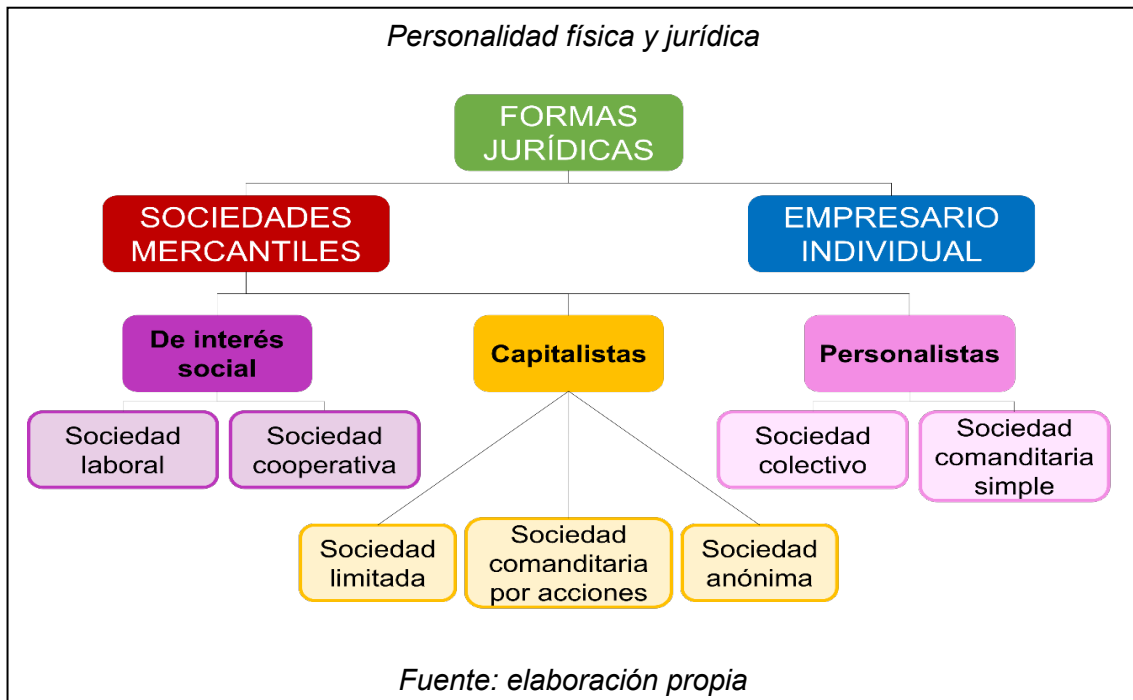 Personalidad física y jurídica
FORMAS
JURÍDICAS
SOCIEDADES
MERCANTILES
EMPRESARIO
INDIVIDUAL
De interés
social
Capitalistas
Personalistas
Sociedad
laboral
Sociedad
cooperativa
Sociedad
colectivo
Sociedad
comanditaria
simple
Sociedad
limitada
Sociedad
comanditaria
por acciones
Sociedad
anónima
Fuente: elaboración propia